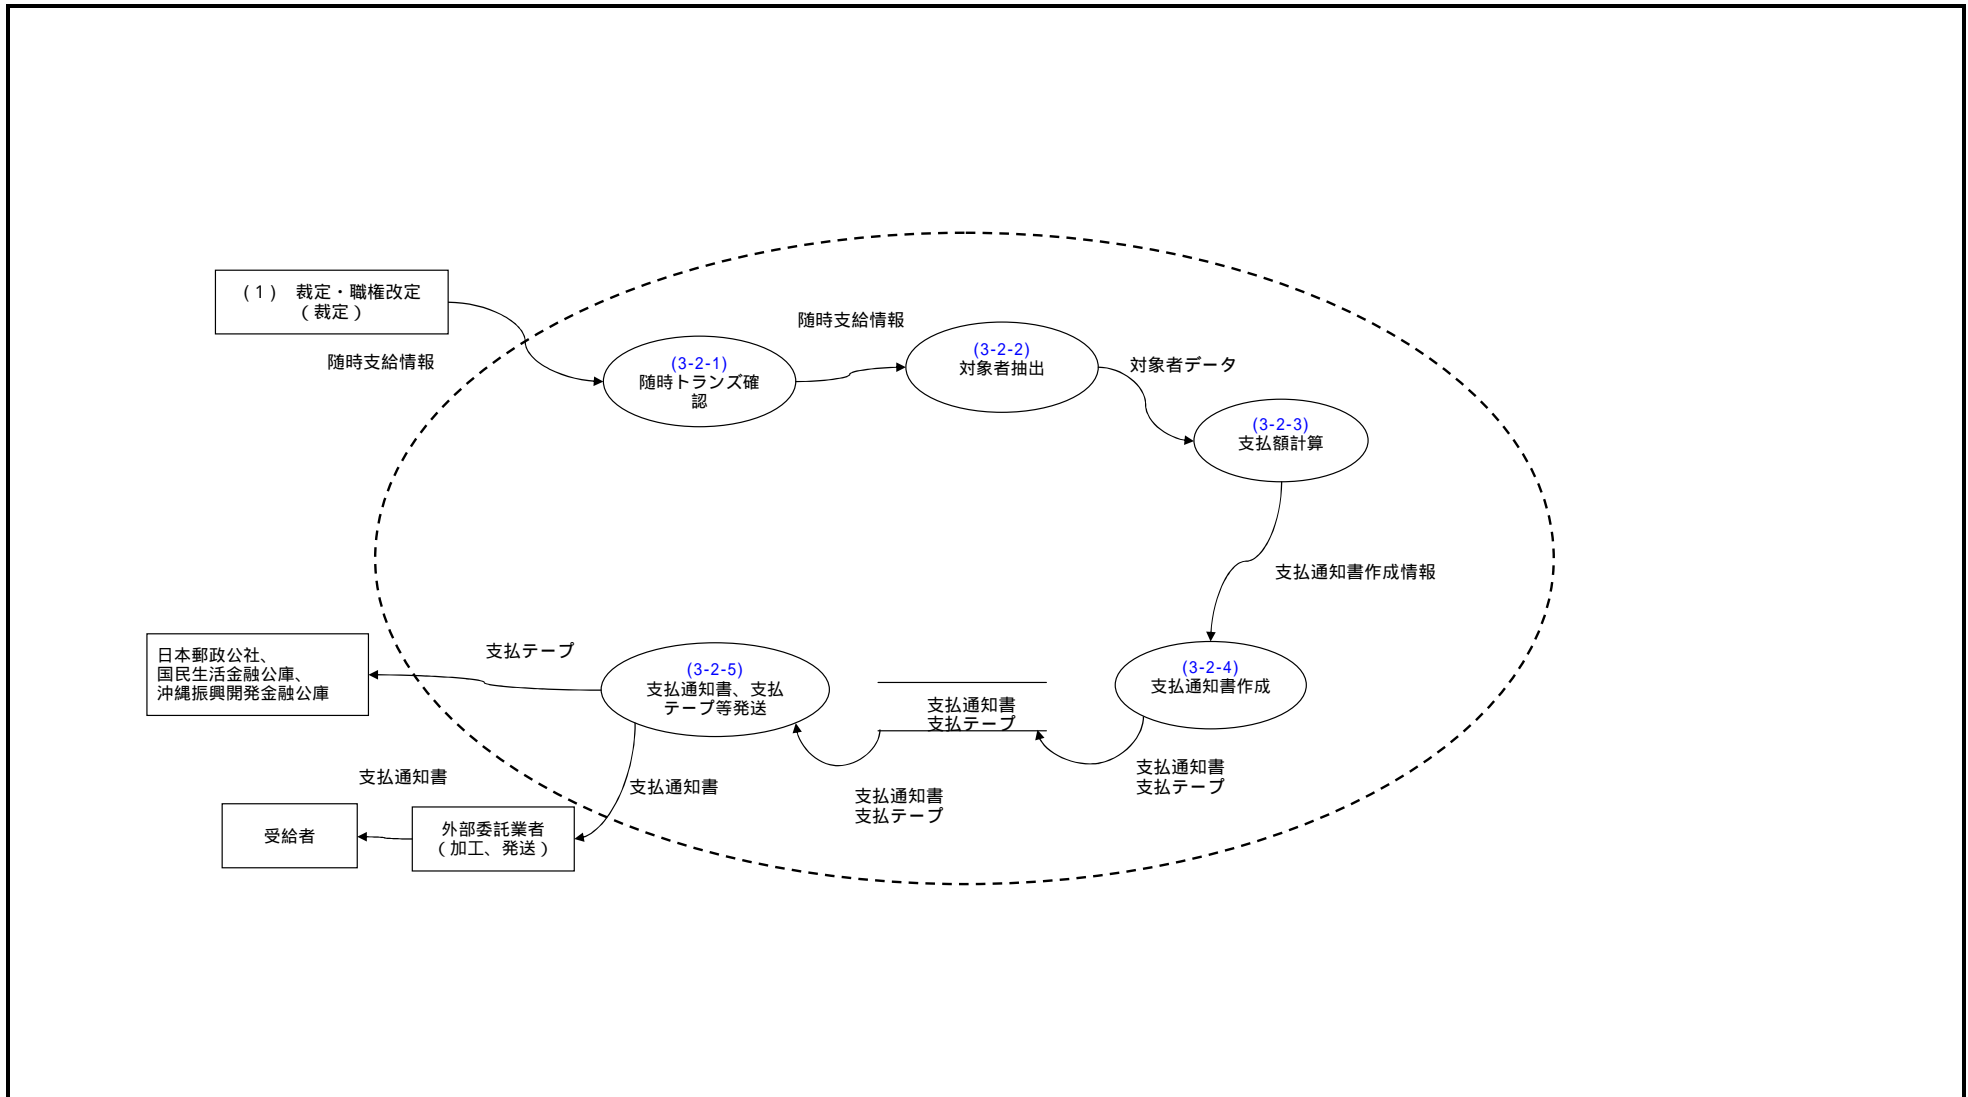 (1) 裁定・職権改定
(裁定)
随時支給情報
(3-2-1)
随時トランズ確
認
随時支給情報
(3-2-2)
対象者抽出
対象者データ
(3-2-3)
支払額計算
支払通知書作成情報
(3-2-4)
支払通知書作成
支払通知書
支払テープ
支払通知書
支払テープ
支払通知書
支払テープ
(3-2-5)
支払通知書、支払
テープ等発送
支払テープ
日本郵政公社、
国民生活金融公庫、
沖縄振興開発金融公庫
支払通知書
外部委託業者
(加工、発送)
支払通知書
受給者